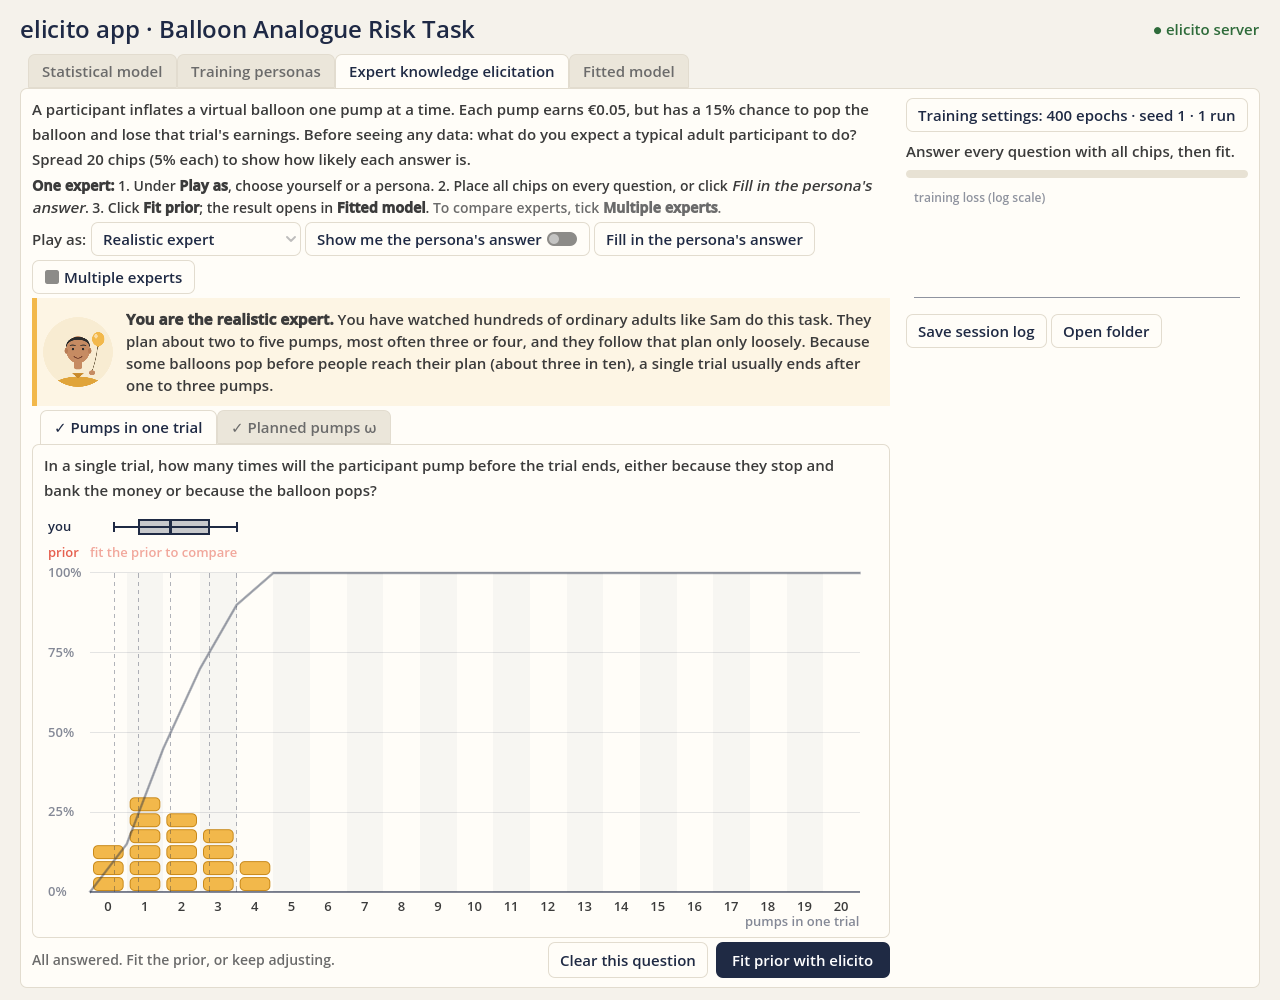 elicito app · Balloon Analogue Risk Task
● elicito server
Statistical model
Training personas
Expert knowledge elicitation
Fitted model
A participant inflates a virtual balloon one pump at a time. Each pump earns €0.05, but has a 15% chance to pop the
balloon and lose that trial's earnings. Before seeing any data: what do you expect a typical adult participant to do?
Spread 20 chips (5% each) to show how likely each answer is.
One expert: 1. Under Play as, choose yourself or a persona. 2. Place all chips on every question, or click Fill in the persona's
answer. 3. Click Fit prior; the result opens in Fitted model. To compare experts, tick Multiple experts.
Play as: Realistic expert Show me the persona's answer Fill in the persona's answer
Multiple experts
You are the realistic expert. You have watched hundreds of ordinary adults like Sam do this task. They
plan about two to five pumps, most often three or four, and they follow that plan only loosely. Because
some balloons pop before people reach their plan (about three in ten), a single trial usually ends after
one to three pumps.
✓ Pumps in one trial
✓ Planned pumps ω
In a single trial, how many times will the participant pump before the trial ends, either because they stop and
bank the money or because the balloon pops?
you
prior fit the prior to compare
100%
75%
50%
25%
0%
0 1 2 3 4 5 6 7 8 9 10 11 12 13 14 15 16 17 18 19 20
pumps in one trial
All answered. Fit the prior, or keep adjusting.
Clear this question
Fit prior with elicito
Training settings: 400 epochs · seed 1 · 1 run
Answer every question with all chips, then fit.
training loss (log scale)
Save session log
Open folder